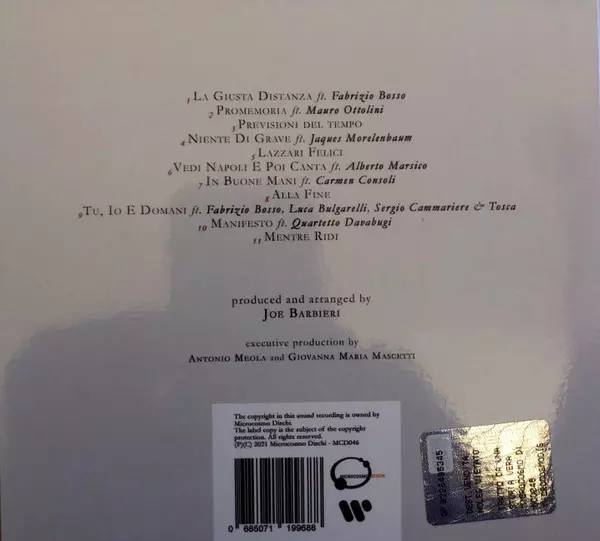 1 LA GIUSTA DISTANZA ft. Fabrizio Bosso
2 PROMEMORIA ft. Mauro Ottolini
3 PREVISIONI DEL TEMPO
4 NIENTE DI GRAVE ft. Jaques Morelenbaum
5 LAZZARI FELICI
6 VEDI NAPOLI E POI CANTA ft. Alberto Marsico
7 IN BUONE MANI ft. Carmen Consoli
8 ALLA FINE
9 TU, IO E DOMANI ft. Fabrizio Bosso, Luca Bulgarelli, Sergio Cammariere & Tosca
10 MANIFESTO ft. Quartetto Davabugi
11 MENTRE RIDI
produced and arranged by
JOE BARBIERI
executive production by
ANTONIO MEOLA and GIOVANNA MARIA MASCETTI
The copyright in this sound recording is owned by
Microcosmo Dischi.
The label copy is the subject of the copyright
protection. All rights reserved.
(P)(C) 2021 Microcosmo Dischi - MCD046
MICROCOSMODISCHI
0 685071 199688